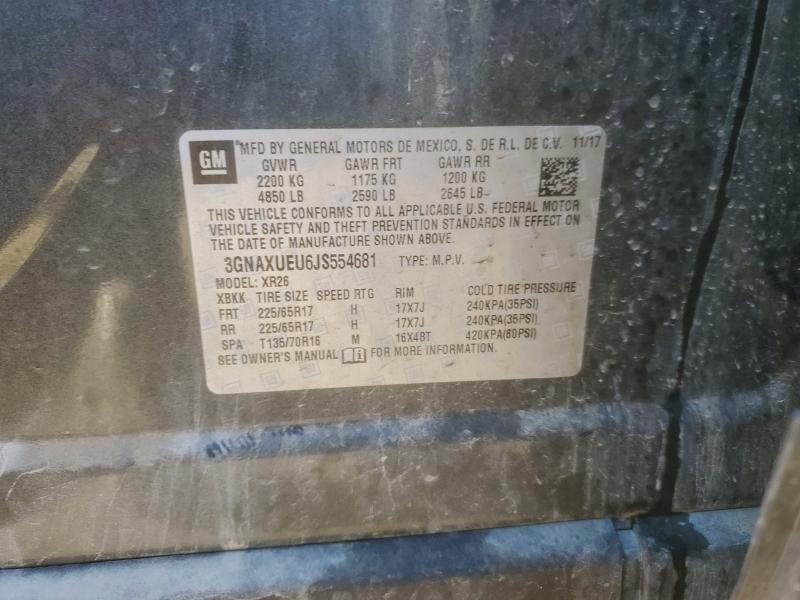 GM
MFD BY GENERAL MOTORS DE MEXICO, S. DE R.L. DE C.V. 11/17
GVWR GAWR FRT GAWR RR
2200 KG 1175 KG 1200 KG
4850 LB 2590 LB 2645 LB
THIS VEHICLE CONFORMS TO ALL APPLICABLE U.S. FEDERAL MOTOR
VEHICLE SAFETY AND THEFT PREVENTION STANDARDS IN EFFECT ON
THE DATE OF MANUFACTURE SHOWN ABOVE.
3GNAXUEU6JS554681 TYPE: M.P.V.
MODEL: XR26
XBKK TIRE SIZE SPEED RTG RIM COLD TIRE PRESSURE
FRT 225/65R17 H 17X7J 240KPA(35PSI)
RR 225/65R17 H 17X7J 240KPA(35PSI)
SPA T135/70R16 M 16X4BT 420KPA(60PSI)
SEE OWNER'S MANUAL FOR MORE INFORMATION.